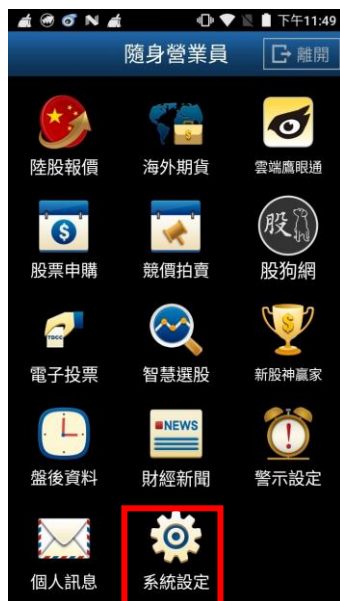 下午11:49
隨身營業員
離開
陸股報價
海外期貨
雲端鷹眼通
$
股
股票申購
競價拍賣
股狗網
TDCC
$
電子投票
智慧選股
新股神贏家
NEWS
盤後資料
財經新聞
警示設定
個人訊息
系統設定